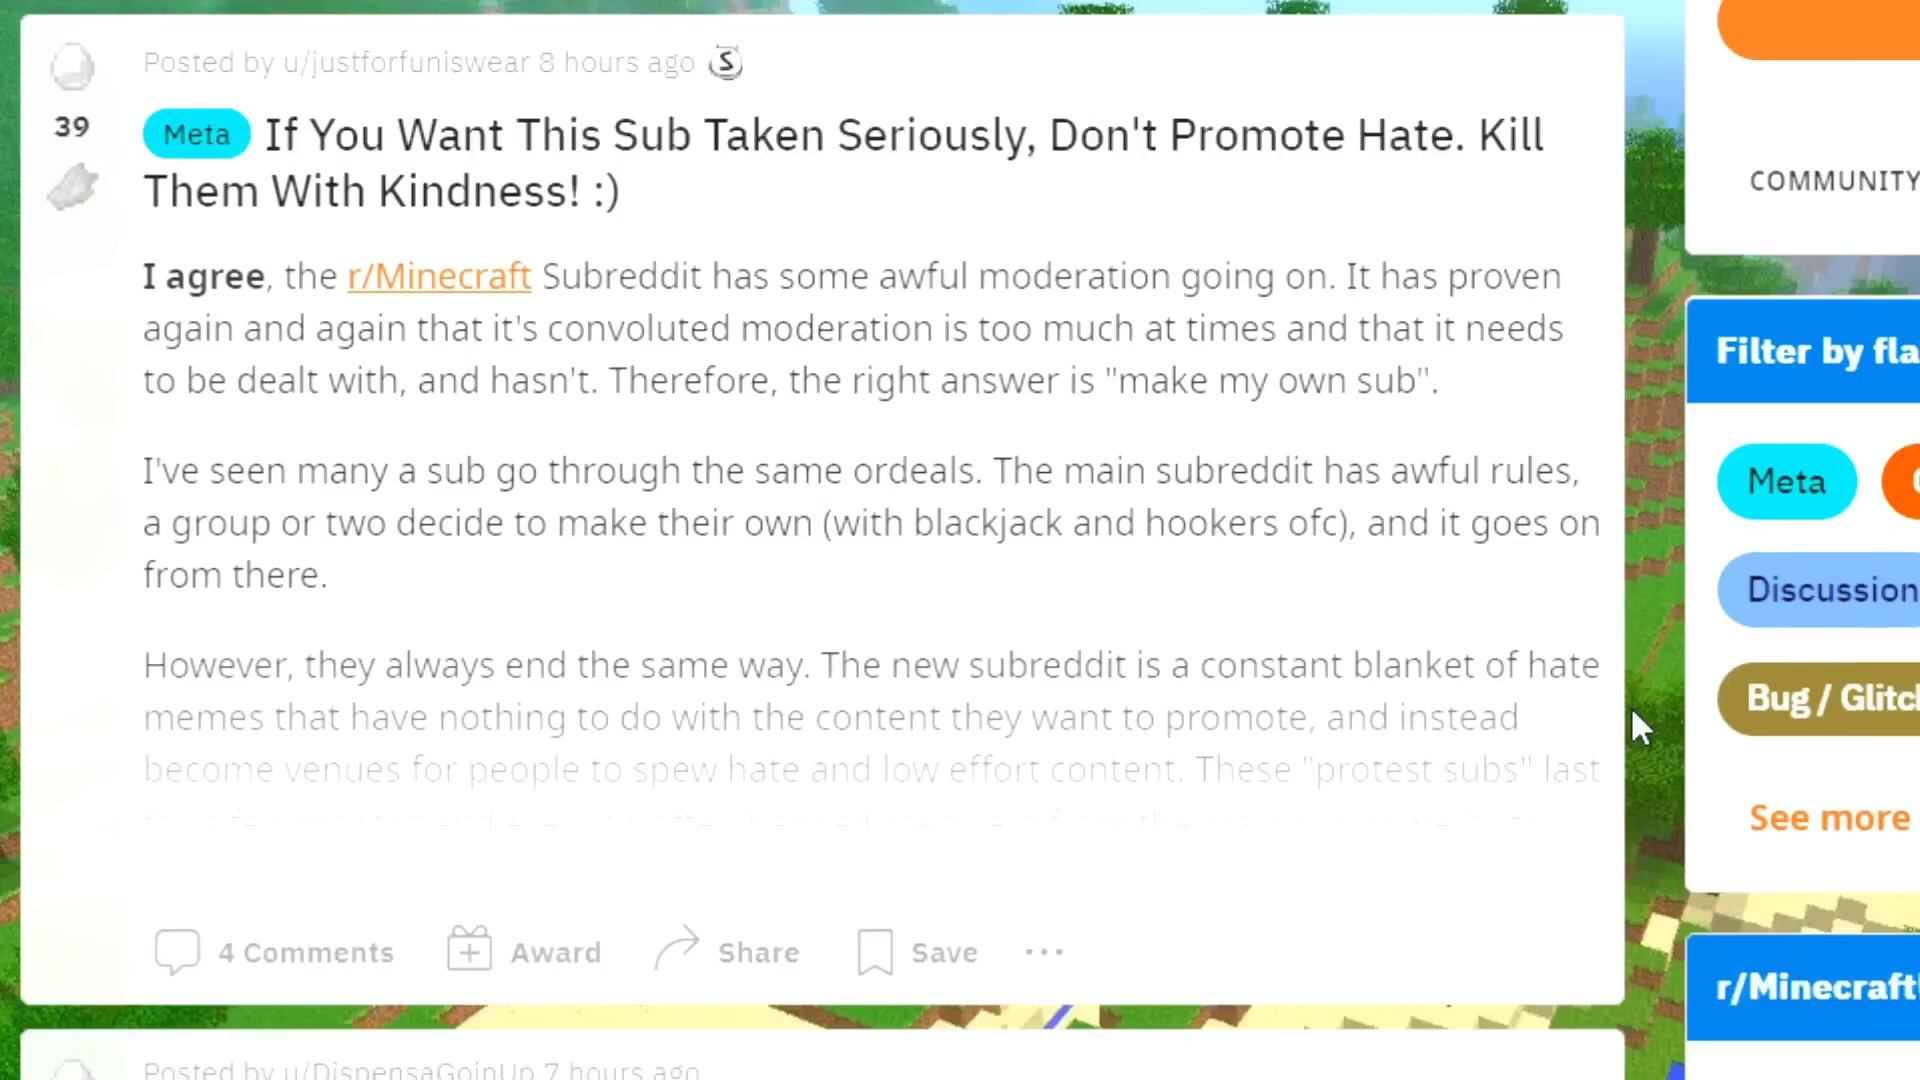 Posted by u/justforfuniswear 8 hours ago
39
Meta If You Want This Sub Taken Seriously, Don't Promote Hate. Kill
Them With Kindness! :)
I agree, the r/Minecraft Subreddit has some awful moderation going on. It has proven
again and again that it's convoluted moderation is too much at times and that it needs
to be dealt with, and hasn't. Therefore, the right answer is "make my own sub".
I've seen many a sub go through the same ordeals. The main subreddit has awful rules,
a group or two decide to make their own (with blackjack and hookers ofc), and it goes on
from there.
However, they always end the same way. The new subreddit is a constant blanket of hate
memes that have nothing to do with the content they want to promote, and instead
become venues for people to spew hate and low effort content. These "protest subs" last
4 Comments Award Share Save ...
Posted by u/DispensaGoinUp 7 hours ago
COMMUNITY
Filter by fla
Meta
Discussion
Bug / Glitch
See more
r/Minecraft